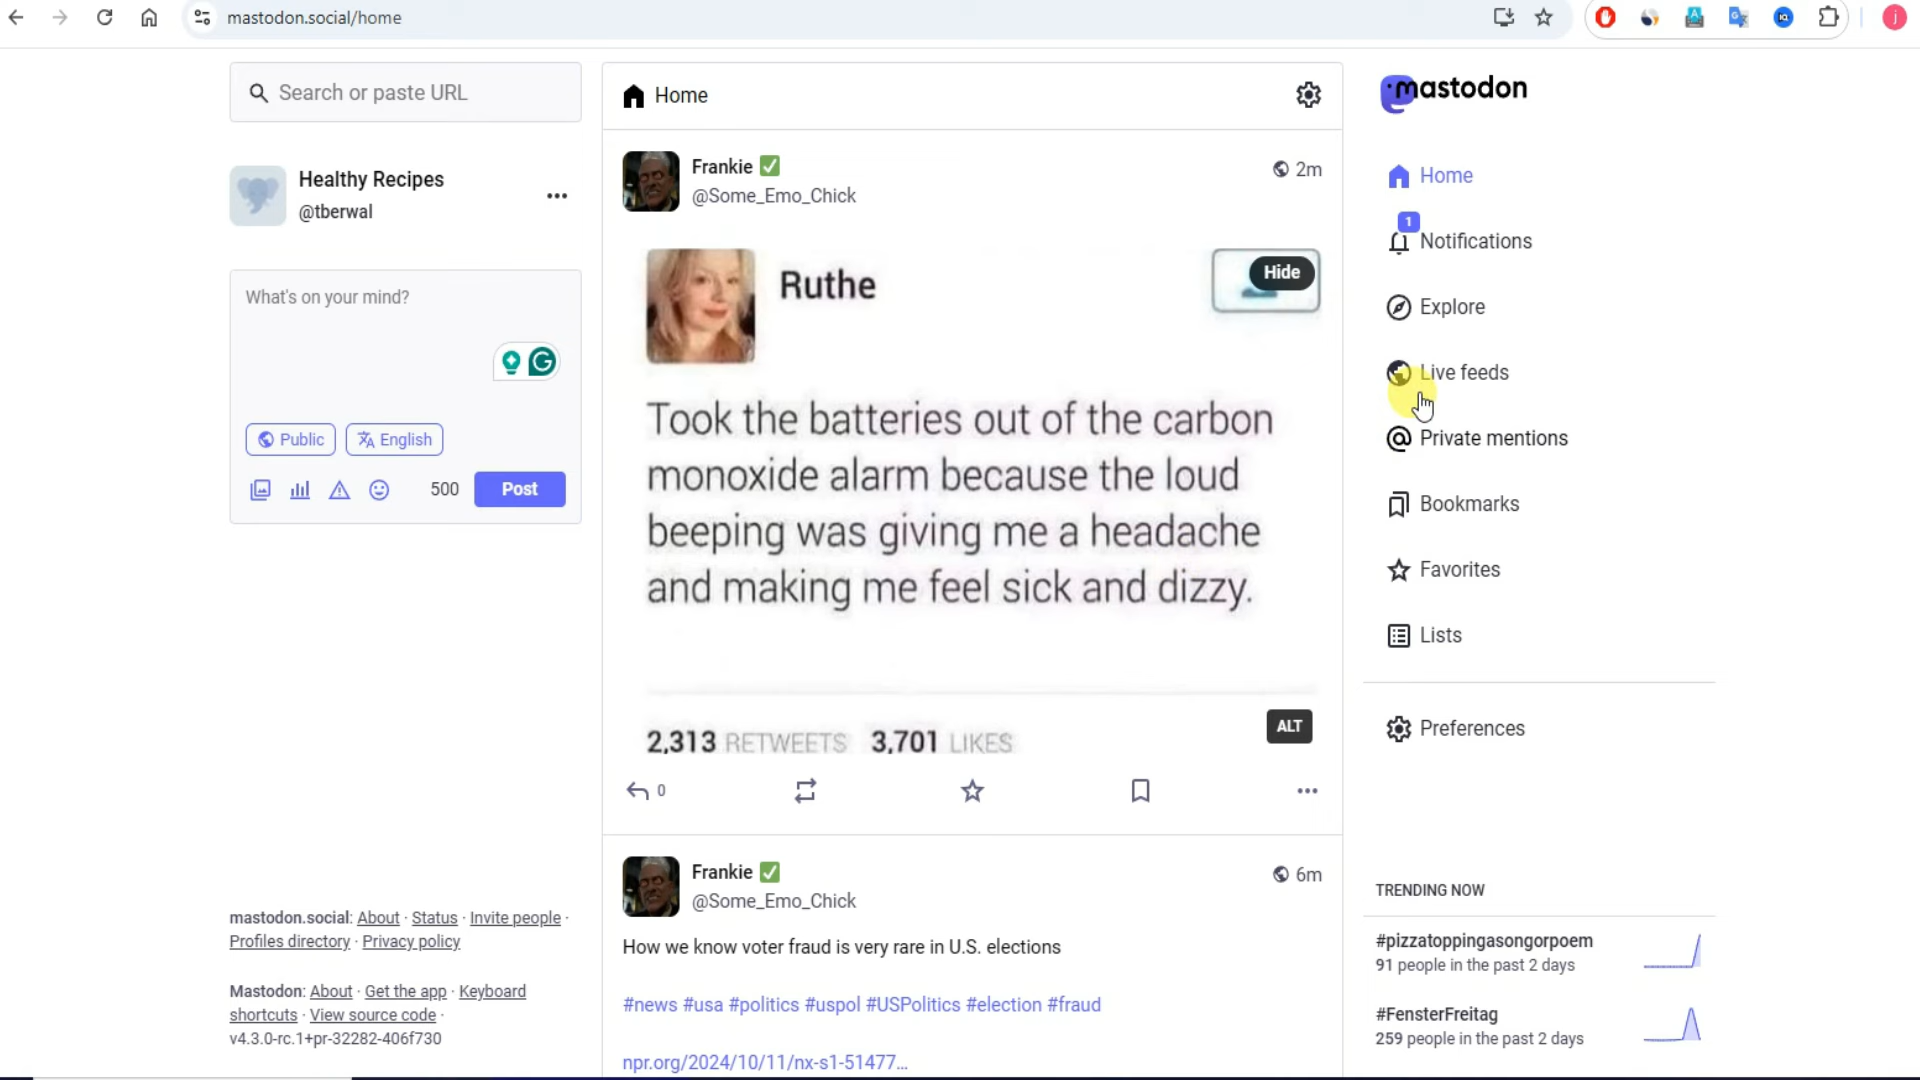 mastodon.social/home
j
Search or paste URL
Healthy Recipes
@tberwal
What's on your mind?
Public
English
500
Post
mastodon.social: About · Status · Invite people ·
Profiles directory · Privacy policy
Mastodon: About · Get the app · Keyboard
shortcuts · View source code ·
v4.3.0-rc.1+pr-32282-406f730
Home
Frankie ✅
2m
@Some_Emo_Chick
Ruthe
Hide
Took the batteries out of the carbon
monoxide alarm because the loud
beeping was giving me a headache
and making me feel sick and dizzy.
2,313 RETWEETS 3,701 LIKES
ALT
0
Frankie ✅
6m
@Some_Emo_Chick
How we know voter fraud is very rare in U.S. elections
#news #usa #politics #uspol #USPolitics #election #fraud
npr.org/2024/10/11/nx-s1-51477…
mastodon
Home
1
Notifications
Explore
Live feeds
Private mentions
Bookmarks
Favorites
Lists
Preferences
TRENDING NOW
#pizzatoppingasongorpoem
91 people in the past 2 days
#FensterFreitag
259 people in the past 2 days